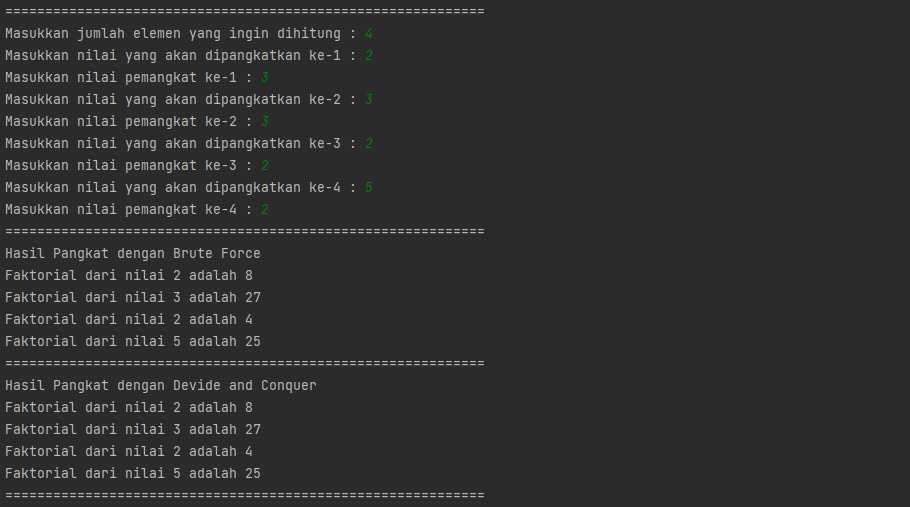 ============================================================
Masukkan jumlah elemen yang ingin dihitung : 4
Masukkan nilai yang akan dipangkatkan ke-1 : 2
Masukkan nilai pemangkat ke-1 : 3
Masukkan nilai yang akan dipangkatkan ke-2 : 3
Masukkan nilai pemangkat ke-2 : 3
Masukkan nilai yang akan dipangkatkan ke-3 : 2
Masukkan nilai pemangkat ke-3 : 2
Masukkan nilai yang akan dipangkatkan ke-4 : 5
Masukkan nilai pemangkat ke-4 : 2
============================================================
Hasil Pangkat dengan Brute Force
Faktorial dari nilai 2 adalah 8
Faktorial dari nilai 3 adalah 27
Faktorial dari nilai 2 adalah 4
Faktorial dari nilai 5 adalah 25
============================================================
Hasil Pangkat dengan Devide and Conquer
Faktorial dari nilai 2 adalah 8
Faktorial dari nilai 3 adalah 27
Faktorial dari nilai 2 adalah 4
Faktorial dari nilai 5 adalah 25
============================================================